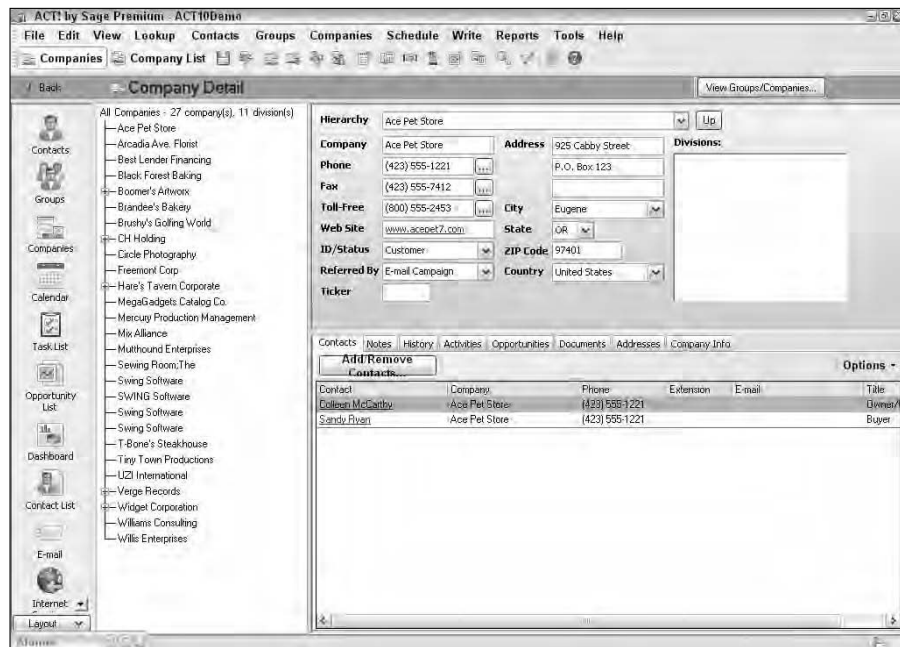 ACT! by Sage Premium - ACT10Demo
File Edit View Lookup Contacts Groups Companies Schedule Write Reports Tools Help
Companies Company List
Back Company Detail View Groups/Companies...
Contacts
Groups
Companies
Calendar
Task List
Opportunity
List
Dashboard
Contact List
E-mail
Internet
Layout
All Companies - 27 company(s), 11 division(s)
Ace Pet Store
Arcadia Ave. Florist
Best Lender Financing
Black Forest Baking
Boomer's Artworx
Brandee's Bakery
Brushy's Golfing World
CH Holding
Circle Photography
Freemont Corp
Hare's Tavern Corporate
MegaGadgets Catalog Co.
Mercury Production Management
Mix Alliance
Mutthound Enterprises
Sewing Room;The
Swing Software
SWING Software
Swing Software
Swing Software
T-Bone's Steakhouse
Tiny Town Productions
UZI International
Verge Records
Widget Corporation
Williams Consulting
Willis Enterprises
Hierarchy Ace Pet Store Up
Company Ace Pet Store
Phone (423) 555-1221 ...
Fax (423) 555-7412 ...
Toll-Free (800) 555-2453 ...
Web Site www.acepet7.com
ID/Status Customer
Referred By E-mail Campaign
Ticker
Address 925 Cabby Street
P.O. Box 123
City Eugene
State OR
ZIP Code 97401
Country United States
Divisions:
Contacts Notes History Activities Opportunities Documents Addresses Company Info
Add/Remove
Contacts...
Options
Contact Company Phone Extension E-mail Title
Colleen McCarthy Ace Pet Store (423) 555-1221 Owner/
Sandy Ryan Ace Pet Store (423) 555-1221 Buyer
Alarms